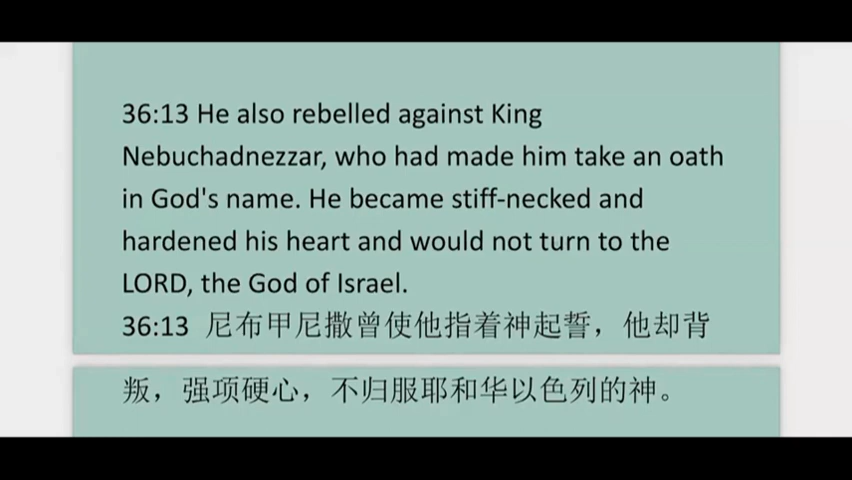 36:13 He also rebelled against King
Nebuchadnezzar, who had made him take an oath
in God's name. He became stiff-necked and
hardened his heart and would not turn to the
LORD, the God of Israel.
36:13 尼布甲尼撒曾使他指着神起誓，他却背
叛，强项硬心，不归服耶和华以色列的神。